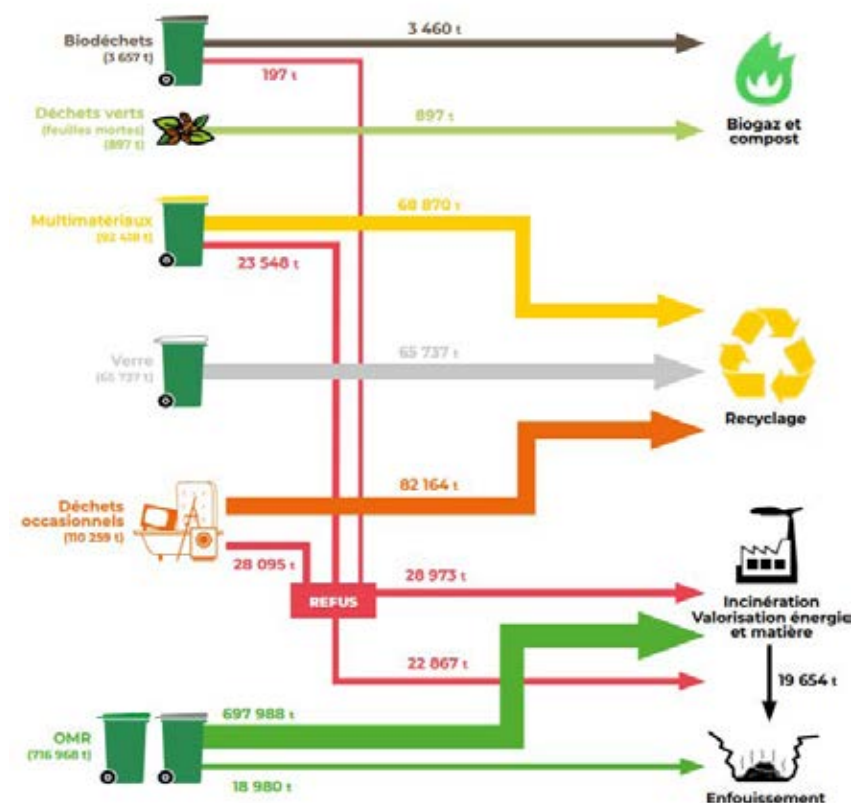 3 460 t
Biodéchets
(3 657 t)
197 t
Déchets verts
(feuilles mortes)
(897 t)
897 t
Biogaz et
compost
68 870 t
Multimatériaux
(92 418 t)
23 548 t
Verre
(65 737 t)
65 737 t
Recyclage
82 164 t
Déchets
occasionnels
(110 259 t)
28 095 t
REFUS
28 973 t
Incinération
Valorisation énergie
et matière
22 867 t
19 654 t
697 988 t
OMR
(716 968 t)
18 980 t
Enfouissement